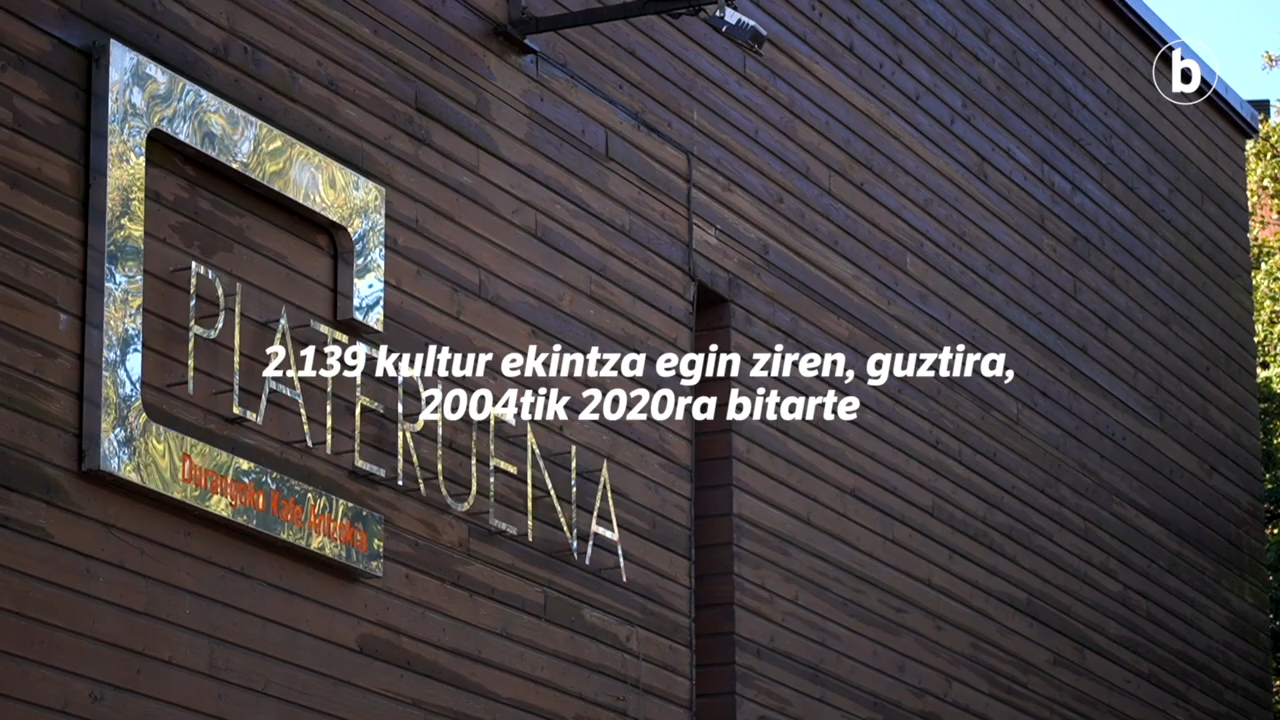 b
PLATERUENA
Durangoko Kafe Antzokia
2.139 kultur ekintza egin ziren, guztira,
2004tik 2020ra bitarte